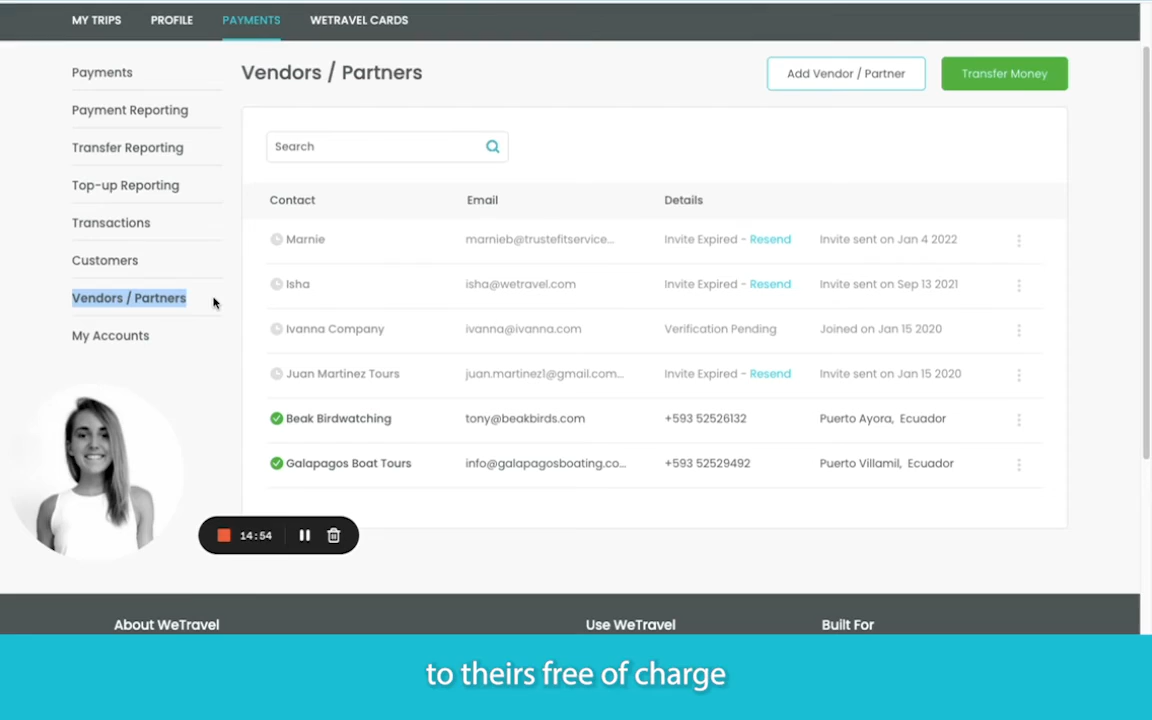 MY TRIPS PROFILE PAYMENTS WETRAVEL CARDS
Payments
Payment Reporting
Transfer Reporting
Top-up Reporting
Transactions
Customers
Vendors / Partners
My Accounts
Vendors / Partners
Add Vendor / Partner
Transfer Money
Search
Contact Email Details
Marnie marnieb@trustefitservice... Invite Expired - Resend Invite sent on Jan 4 2022
Isha isha@wetravel.com Invite Expired - Resend Invite sent on Sep 13 2021
Ivanna Company ivanna@ivanna.com Verification Pending Joined on Jan 15 2020
Juan Martinez Tours juan.martinez1@gmail.com... Invite Expired - Resend Invite sent on Jan 15 2020
Beak Birdwatching tony@beakbirds.com +593 52526132 Puerto Ayora, Ecuador
Galapagos Boat Tours info@galapagosboating.co... +593 52529492 Puerto Villamil, Ecuador
14:54
About WeTravel Use WeTravel Built For
to theirs free of charge